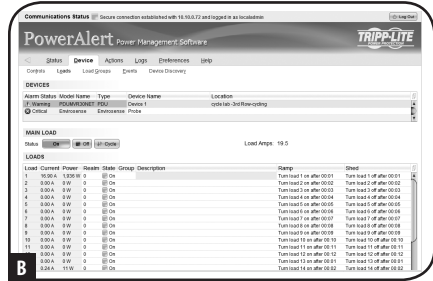 Communications Status Secure connection established with 10.10.0.72 and logged in as localadmin Log Out
PowerAlert Power Management Software TRIPP-LITE
Status Device Actions Logs Preferences Help
Controls Loads Load Groups Events Device Discovery
DEVICES
Alarm Status Model Name Type Device Name Location
Warning PDUMVR30NET PDU Device 1 cycle lab -3rd Row-cycling
Critical Envirosense Envirosense Probe
MAIN LOAD
Status On Off Cycle Load Amps: 19.5
LOADS
Load Current Power Realm State Group Description Ramp Shed
1 16.98 A 1,936 W 0 On Turn load 1 on after 00:01 Turn load 1 off after 00:01
2 0.00 A 0 W 0 On Turn load 2 on after 00:02 Turn load 2 off after 00:02
3 0.00 A 0 W 0 On Turn load 3 on after 00:03 Turn load 3 off after 00:03
4 0.00 A 0 W 0 On Turn load 4 on after 00:04 Turn load 4 off after 00:04
5 0.00 A 0 W 0 On Turn load 5 on after 00:05 Turn load 5 off after 00:05
6 0.00 A 0 W 0 On Turn load 6 on after 00:06 Turn load 6 off after 00:06
7 0.00 A 0 W 0 On Turn load 7 on after 00:07 Turn load 7 off after 00:07
8 0.00 A 0 W 0 On Turn load 8 on after 00:08 Turn load 8 off after 00:08
9 0.00 A 0 W 0 On Turn load 9 on after 00:09 Turn load 9 off after 00:09
10 0.00 A 0 W 0 On Turn load 10 on after 00:10 Turn load 10 off after 00:10
11 0.00 A 0 W 0 On Turn load 11 on after 00:11 Turn load 11 off after 00:11
0.00 A 0 W 0 On Turn load 12 on after 00:12 Turn load 12 off after 00:12
0.00 A 0 W 0 On Turn load 13 on after 00:13 Turn load 13 off after 00:13
0.24 A 11 W 0 On Turn load 14 on after 00:14 Turn load 14 off after 00:14
B